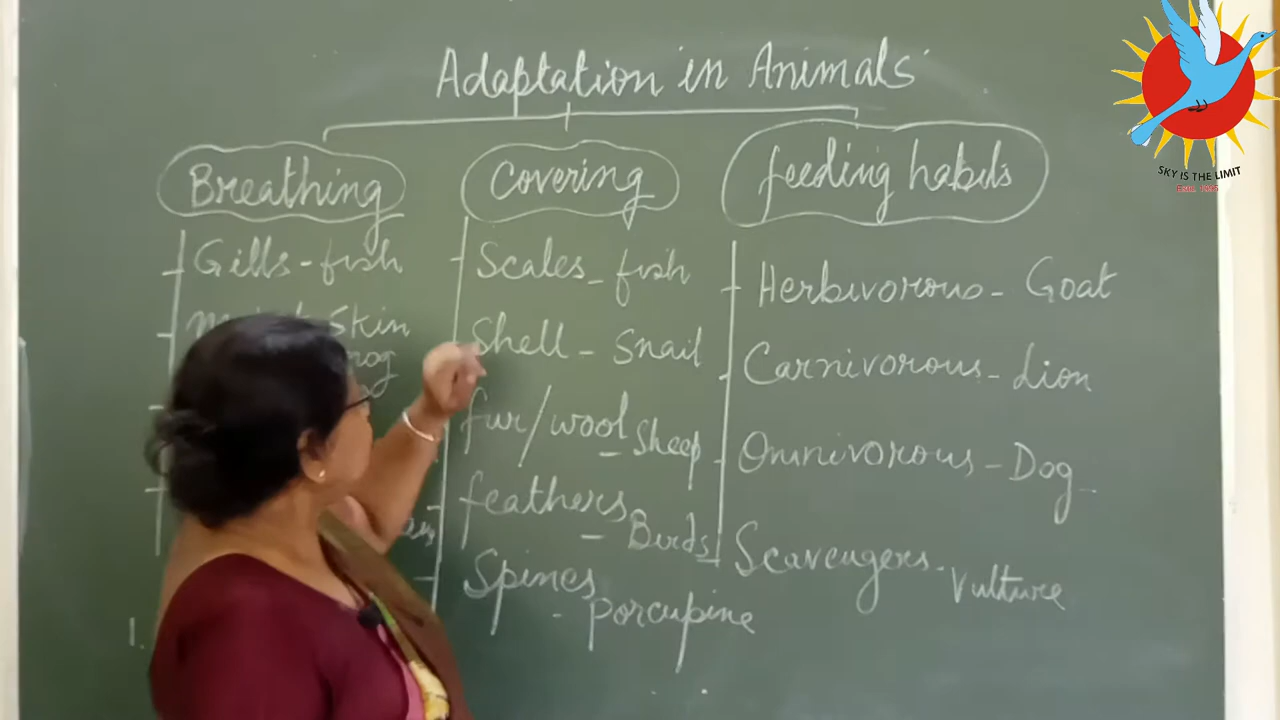 Adaptation in Animals
Breathing
Covering
feeding habits
Gills - fish
skin
Scales - fish
Shell - Snail
fur/wool - Sheep
feathers - Birds
Spines - Porcupine
Herbivorous - Goat
Carnivorous - Lion
Omnivorous - Dog
Scavengers - Vulture
1.
SKY IS THE LIMIT